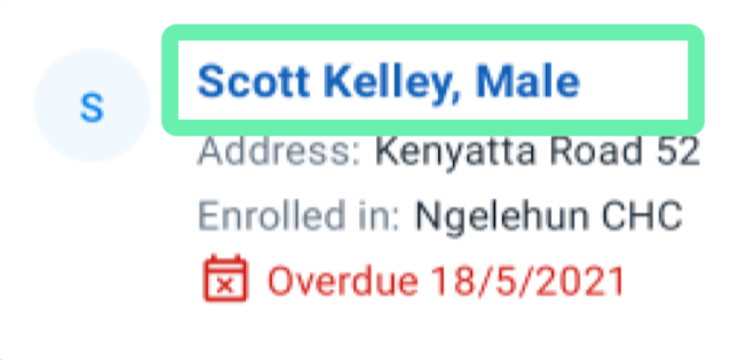 S
Scott Kelley, Male
Address: Kenyatta Road 52
Enrolled in: Ngelehun CHC
Overdue 18/5/2021